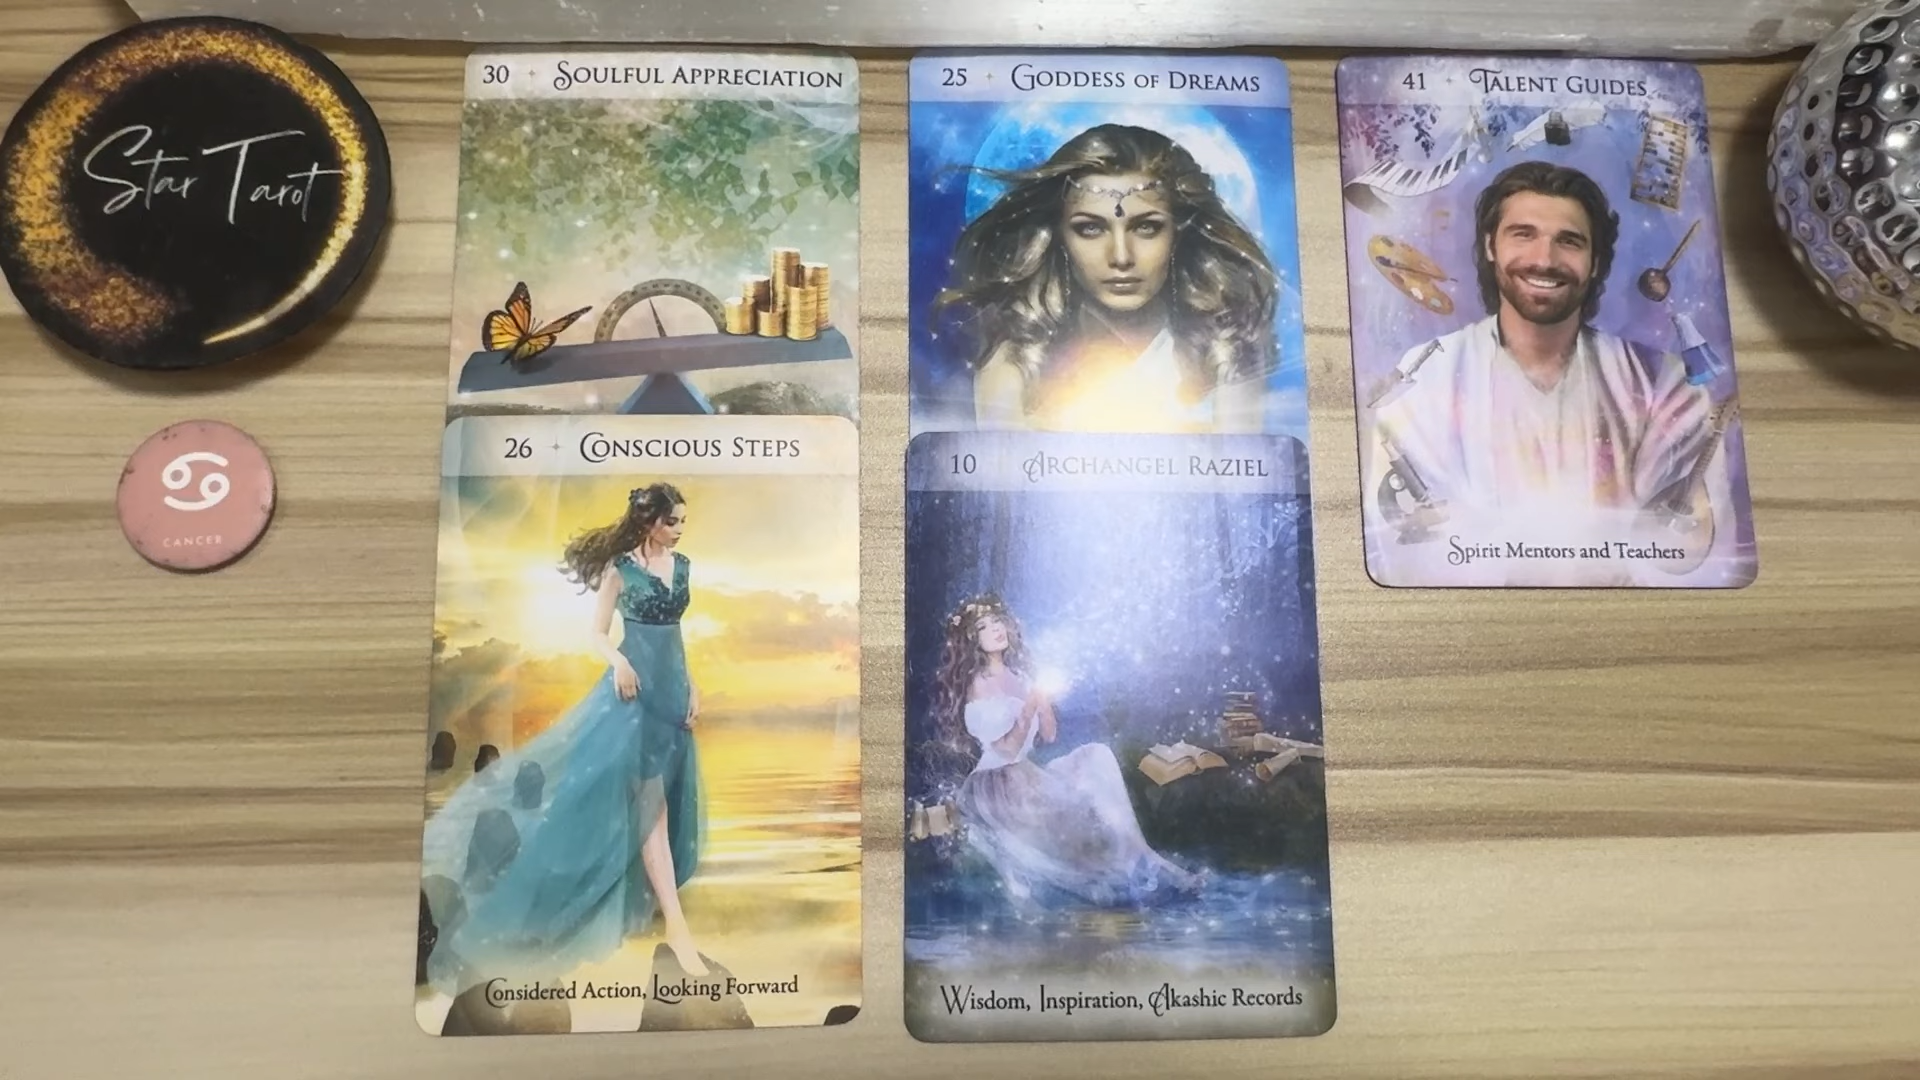 Star Tarot
CANCER
30 SOULFUL APPRECIATION
26 CONSCIOUS STEPS
Considered Action, Looking Forward
25 GODDESS OF DREAMS
10 ARCHANGEL RAZIEL
Wisdom, Inspiration, Akashic Records
41 TALENT GUIDES
Spirit Mentors and Teachers